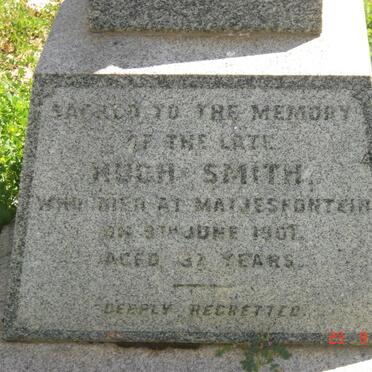 SACRED TO THE MEMORY
OF THE LATE
HUGH SMITH,
WHO DIED AT MATJESFONTEIN
ON 9TH JUNE 1901.
AGED 37 YEARS.
DEEPLY REGRETTED.